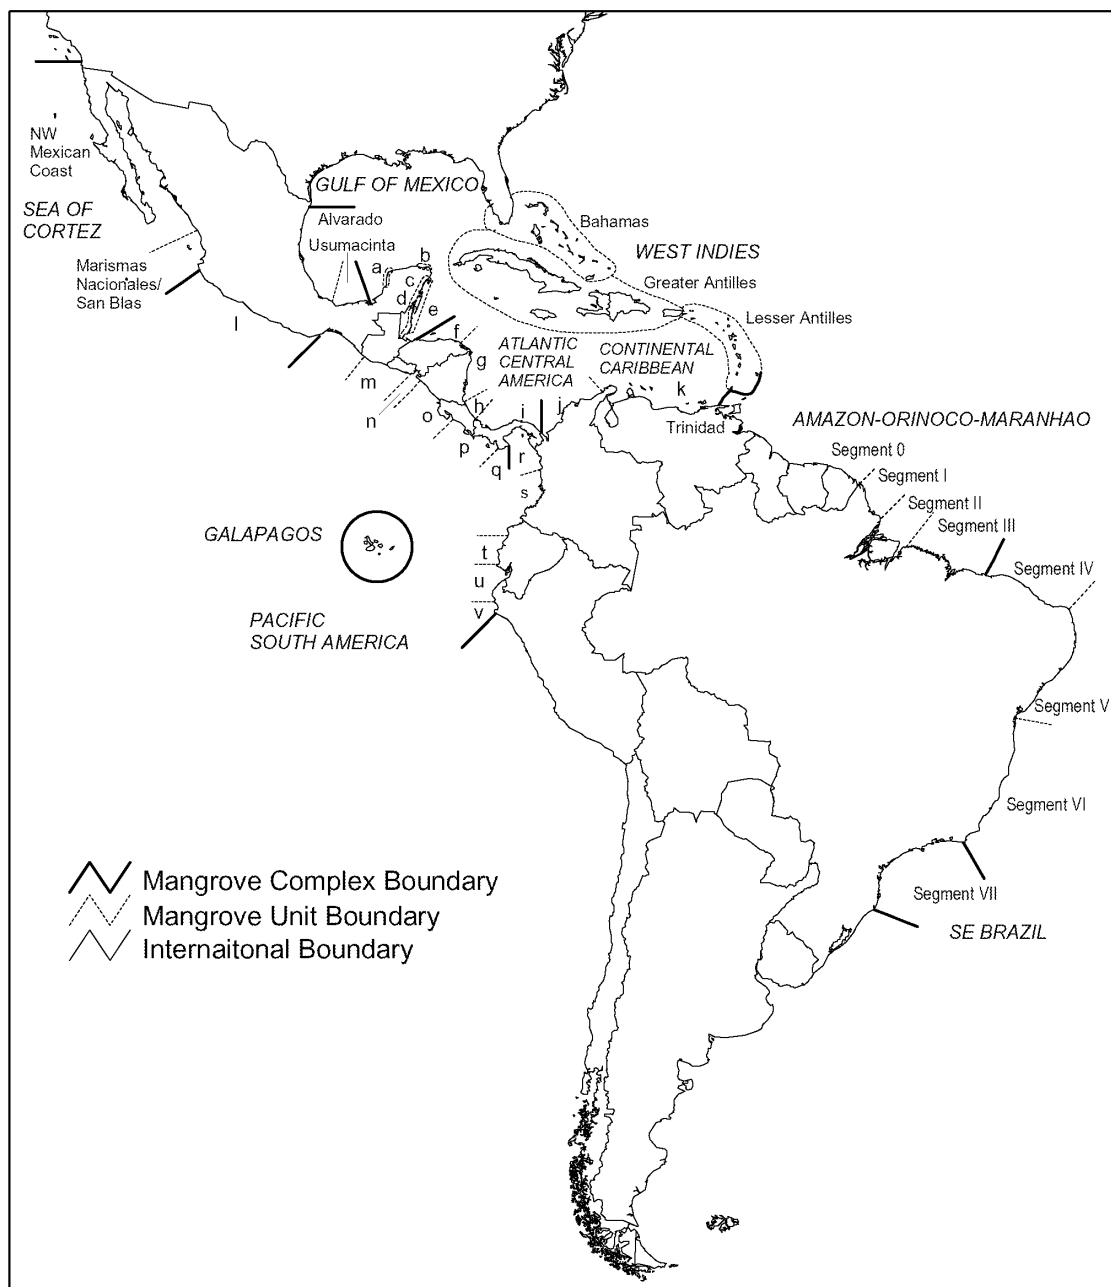 NW
Mexican
Coast
SEA OF
CORTEZ
Marismas
Nacionales/
San Blas
GULF OF MEXICO
Alvarado
Usumacinta
a
b
c
d
e
Bahamas
WEST INDIES
Greater Antilles
Lesser Antilles
l
f
g
ATLANTIC
CENTRAL
AMERICA
CONTINENTAL
CARIBBEAN
k
m
n
o
h
i
j
p
q
r
s
Trinidad
AMAZON-ORINOCO-MARANHAO
Segment 0
Segment I
Segment II
Segment III
Segment IV
GALAPAGOS
t
u
v
PACIFIC
SOUTH AMERICA
Segment V
Segment VI
Segment VII
SE BRAZIL
Mangrove Complex Boundary
Mangrove Unit Boundary
Internaitonal Boundary